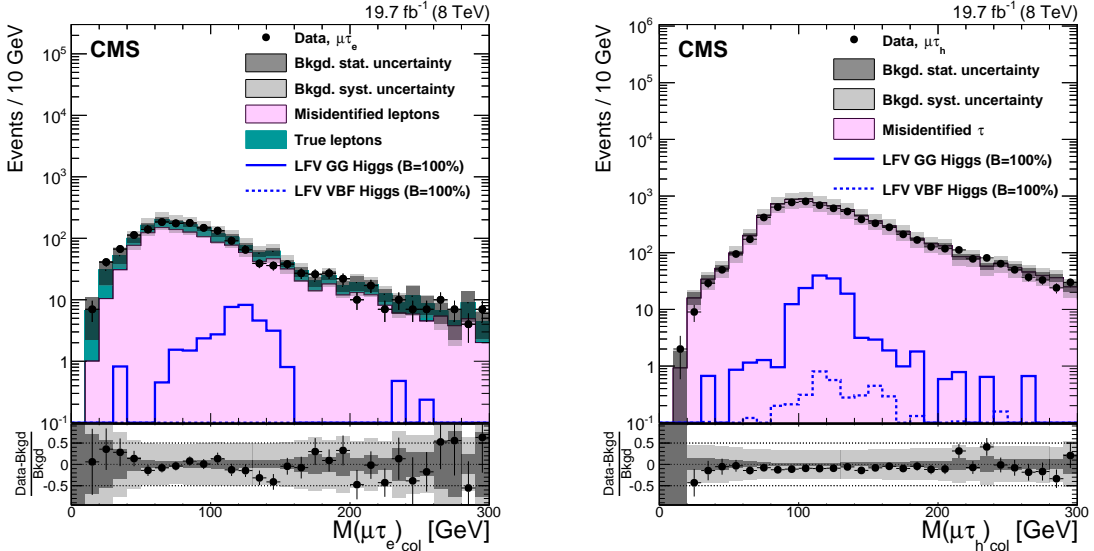 19.7 fb⁻¹ (8 TeV)
CMS
Data, μτₑ
Bkgd. stat. uncertainty
Bkgd. syst. uncertainty
Misidentified leptons
True leptons
LFV GG Higgs (B=100%)
LFV VBF Higgs (B=100%)
Events / 10 GeV
10⁵
10⁴
10³
10²
10
1
10⁻¹
Data-Bkgd
Bkgd
0.5
0
-0.5
0 100 200 300
M(μτₑ)col [GeV]
19.7 fb⁻¹ (8 TeV)
CMS
Data, μτₕ
Bkgd. stat. uncertainty
Bkgd. syst. uncertainty
Misidentified τ
LFV GG Higgs (B=100%)
LFV VBF Higgs (B=100%)
Events / 10 GeV
10⁶
10⁵
10⁴
10³
10²
10
1
10⁻¹
Data-Bkgd
Bkgd
0.5
0
-0.5
0 100 200 300
M(μτₕ)col [GeV]